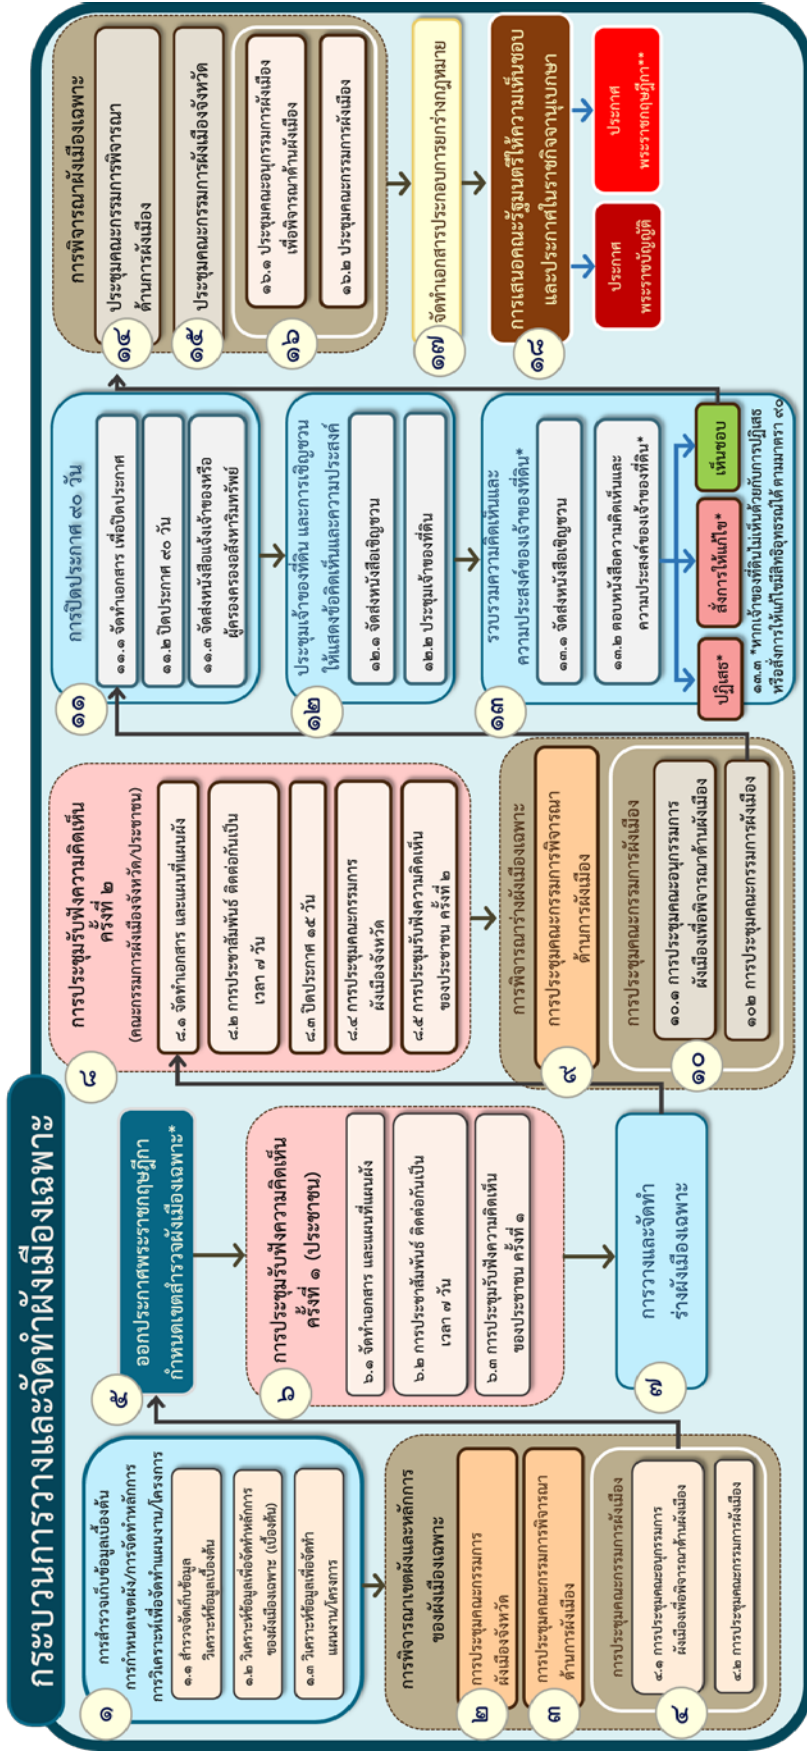 กระบวนการวางและจัดทำผังเมืองเฉพาะ
๑
การสำรวจเก็บข้อมูลเบื้องต้น
การกำหนดเขตผัง/การจัดทำหลักการ
การวิเคราะห์เพื่อจัดทำแผนงาน/โครงการ
๑.๑ สำรวจจัดเก็บข้อมูล
วิเคราะห์ข้อมูลเบื้องต้น
๑.๒ วิเคราะห์ข้อมูลเพื่อจัดทำหลักการ
ของผังเมืองเฉพาะ (เบื้องต้น)
๑.๓ วิเคราะห์ข้อมูลเพื่อจัดทำ
แผนงาน/โครงการ
การพิจารณาเขตผังและหลักการ
ของผังเมืองเฉพาะ
๒
การประชุมคณะกรรมการ
ผังเมืองจังหวัด
๓
การประชุมคณะกรรมการพิจารณา
ด้านการผังเมือง
๔
การประชุมคณะกรรมการผังเมือง
๔.๑ การประชุมคณะอนุกรรมการ
ผังเมืองเพื่อพิจารณาด้านผังเมือง
๔.๒ การประชุมคณะกรรมการผังเมือง
๕
ออกประกาศพระราชกฤษฎีกา
กำหนดเขตสำรวจผังเมืองเฉพาะ*
๖
การประชุมรับฟังความคิดเห็น
ครั้งที่ ๑ (ประชาชน)
๖.๑ จัดทำเอกสาร และแผนที่แผนผัง
๖.๒ การประชาสัมพันธ์ ติดต่อกันเป็น
เวลา ๗ วัน
๖.๓ การประชุมรับฟังความคิดเห็น
ของประชาชน ครั้งที่ ๑
๗
การวางและจัดทำ
ร่างผังเมืองเฉพาะ
๘
การประชุมรับฟังความคิดเห็น
ครั้งที่ ๒
(คณะกรรมการผังเมืองจังหวัด/ประชาชน)
๘.๑ จัดทำเอกสาร และแผนที่แผนผัง
๘.๒ การประชาสัมพันธ์ ติดต่อกันเป็น
เวลา ๗ วัน
๘.๓ ปิดประกาศ ๑๕ วัน
๘.๔ การประชุมคณะกรรมการ
ผังเมืองจังหวัด
๘.๕ การประชุมรับฟังความคิดเห็น
ของประชาชน ครั้งที่ ๒
การพิจารณาร่างผังเมืองเฉพาะ
๙
การประชุมคณะกรรมการพิจารณา
ด้านการผังเมือง
๑๐
การประชุมคณะกรรมการผังเมือง
๑๐.๑ การประชุมคณะอนุกรรมการ
ผังเมืองเพื่อพิจารณาด้านผังเมือง
๑๐๒ การประชุมคณะกรรมการผังเมือง
๑๑
การปิดประกาศ ๙๐ วัน
๑๑.๑ จัดทำเอกสาร เพื่อปิดประกาศ
๑๑.๒ ปิดประกาศ ๙๐ วัน
๑๑.๓ จัดส่งหนังสือแจ้งเจ้าของหรือ
ผู้ครองครองอสังหาริมทรัพย์
๑๒
ประชุมเจ้าของที่ดิน และการเชิญชวน
ให้แสดงข้อคิดเห็นและความประสงค์
๑๒.๑ จัดส่งหนังสือเชิญชวน
๑๒.๒ ประชุมเจ้าของที่ดิน
๑๓
รวบรวมความคิดเห็นและ
ความประสงค์ของเจ้าของที่ดิน*
๑๓.๑ จัดส่งหนังสือเชิญชวน
๑๓.๒ ตอบหนังสือความคิดเห็นและ
ความประสงค์ของเจ้าของที่ดิน*
ปฏิเสธ*
สั่งการให้แก้ไข*
เห็นชอบ
๑๓.๓ *หากเจ้าของที่ดินไม่เห็นด้วยกับการปฏิเสธ
หรือสั่งการให้แก้ไขมีสิทธิอุทธรณ์ได้ ตามมาตรา ๙๐
การพิจารณาผังเมืองเฉพาะ
๑๔
ประชุมคณะกรรมการพิจารณา
ด้านการผังเมือง
๑๕
ประชุมคณะกรรมการผังเมืองจังหวัด
๑๖
๑๖.๑ ประชุมคณะอนุกรรมการผังเมือง
เพื่อพิจารณาด้านผังเมือง
๑๖.๒ ประชุมคณะกรรมการผังเมือง
๑๗
จัดทำเอกสารประกอบการยกร่างกฎหมาย
๑๘
การเสนอคณะรัฐมนตรีให้ความเห็นชอบ
และประกาศในราชกิจจานุเบกษา
ประกาศ
พระราชบัญญัติ
ประกาศ
พระราชกฤษฎีกา**